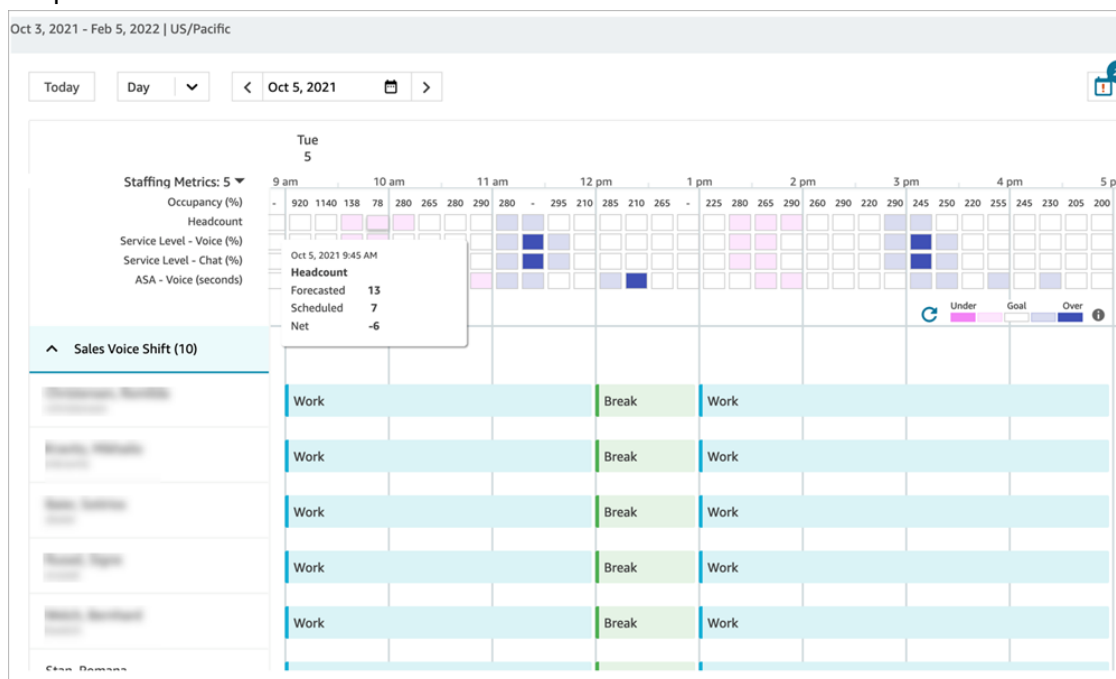 Oct 3, 2021 - Feb 5, 2022 | US/Pacific
Today
Day
Oct 5, 2021
Tue
5
Staffing Metrics: 5
9 am 10 am 11 am 12 pm 1 pm 2 pm 3 pm 4 pm 5 p
Occupancy (%) - 920 1140 138 78 280 265 280 290 280 - 295 210 285 210 265 - 225 280 265 290 260 290 220 290 245 250 220 255 245 230 205 200
Headcount
Service Level - Voice (%)
Service Level - Chat (%)
ASA - Voice (seconds)
Oct 5, 2021 9:45 AM
Headcount
Forecasted 13
Scheduled 7
Net -6
Under Goal Over
Sales Voice Shift (10)
Work Break Work
Work Break Work
Work Break Work
Work Break Work
Work Break Work